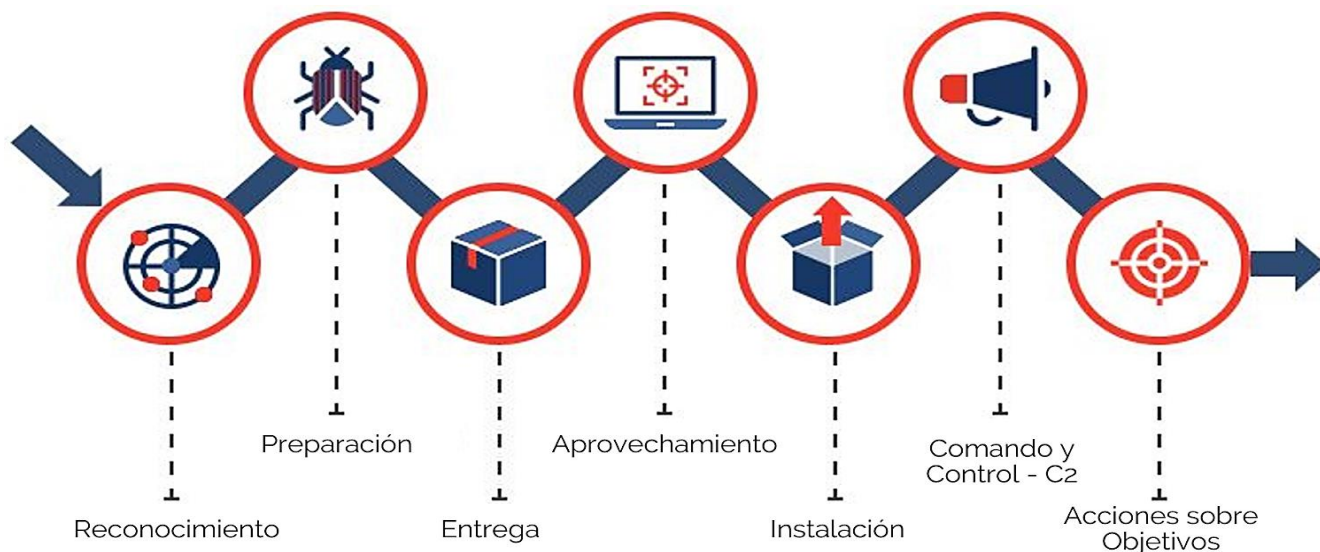 Reconocimiento
Preparación
Entrega
Aprovechamiento
Instalación
Comando y
Control - C2
Acciones sobre
Objetivos